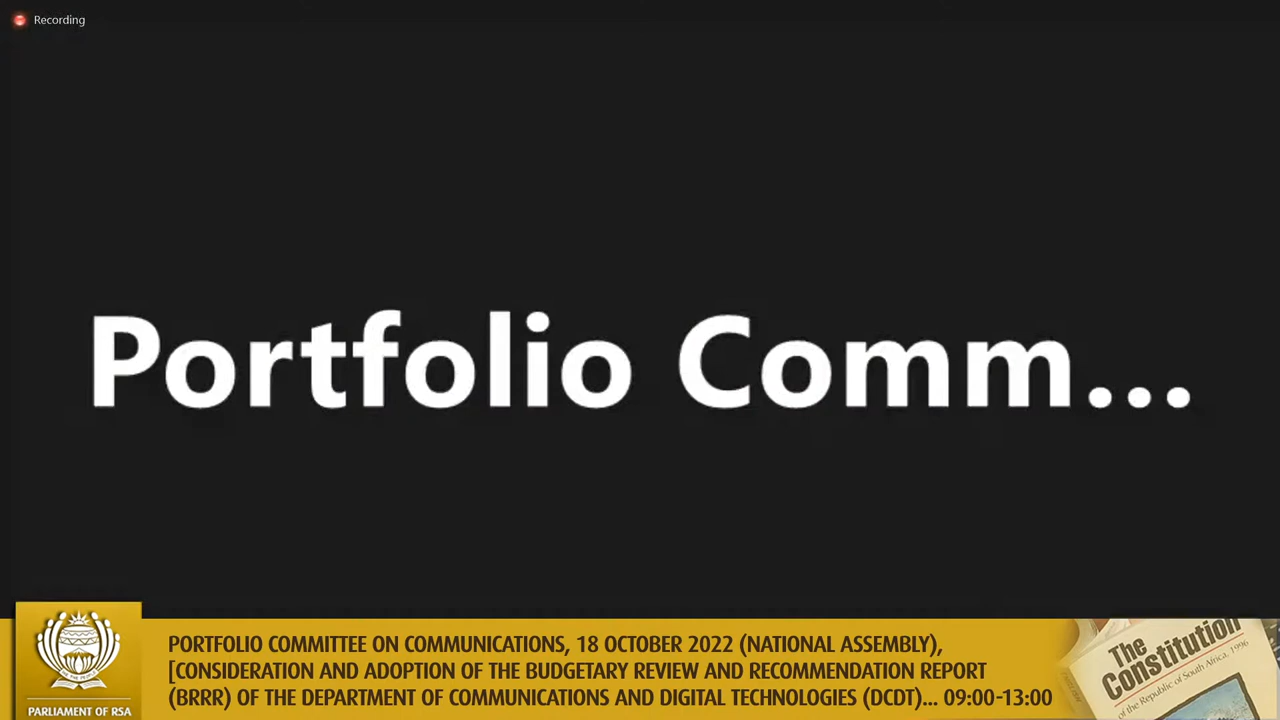 Recording
Portfolio Comm...
PORTFOLIO COMMITTEE ON COMMUNICATIONS, 18 OCTOBER 2022 (NATIONAL ASSEMBLY),
[CONSIDERATION AND ADOPTION OF THE BUDGETARY REVIEW AND RECOMMENDATION REPORT
(BRRR) OF THE DEPARTMENT OF COMMUNICATIONS AND DIGITAL TECHNOLOGIES (DCDT)... 09:00-13:00
PARLIAMENT OF RSA
The
Constitution
of the Republic of South Africa, 1996